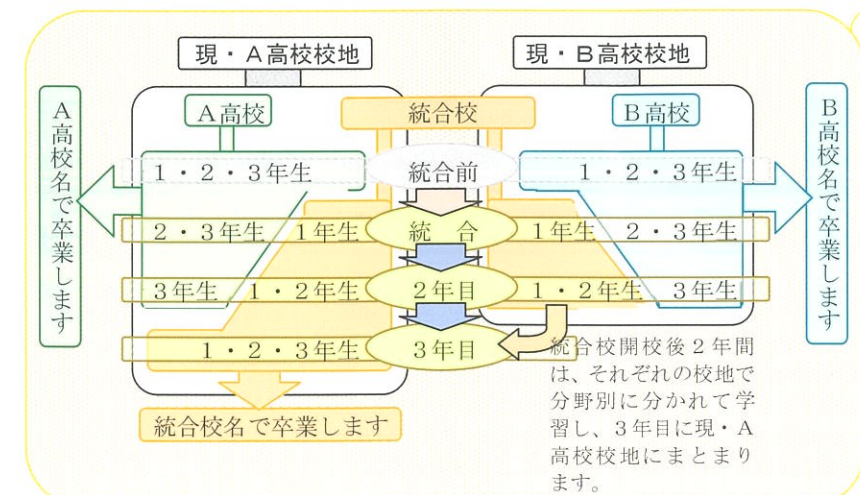 現・A高校校地
現・B高校校地
A高校
統合校
B高校
A高校名で卒業します
B高校名で卒業します
1・2・3年生
統合前
1・2・3年生
2・3年生
1年生
統 合
1年生
2・3年生
3年生
1・2年生
2年目
1・2年生
3年生
1・2・3年生
3年目
統合校名で卒業します
統合校開校後2年間
は、それぞれの校地で
分野別に分かれて学
習し、3年目に現・A
高校校地にまとまり
ます。